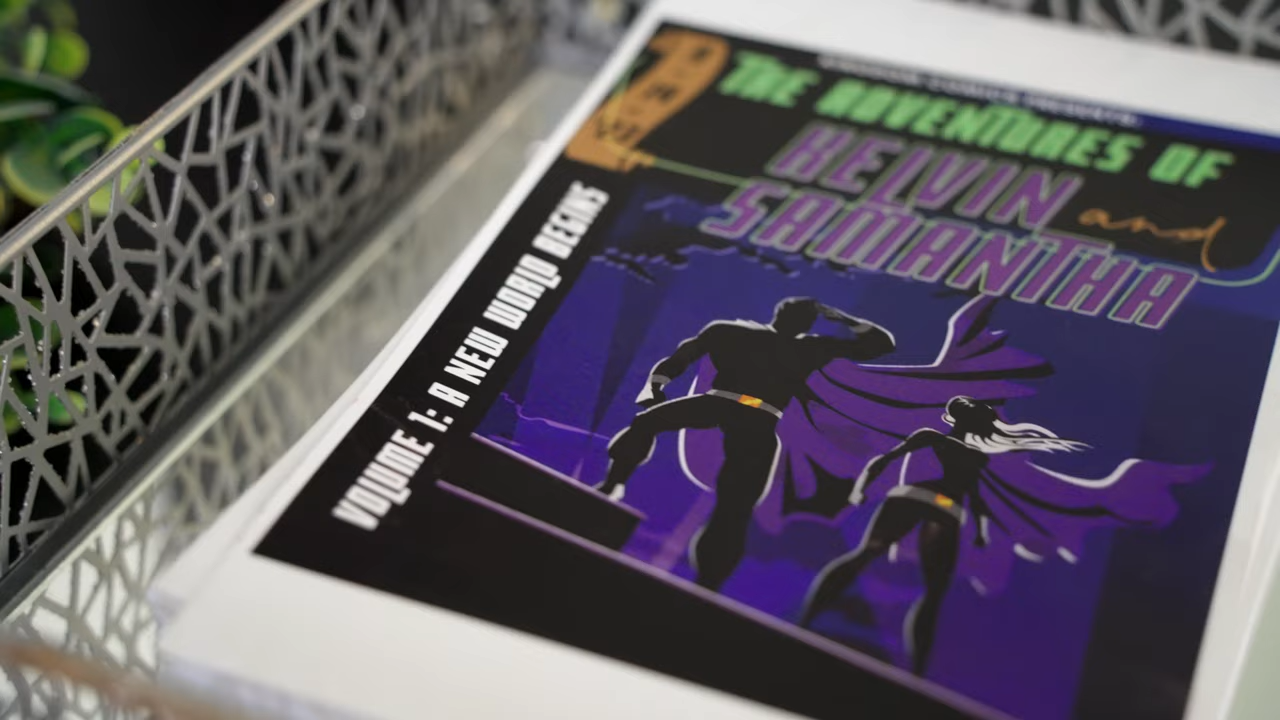 THE ADVENTURES OF
KELVIN and
SAMANTHA
VOLUME 1: A NEW WORLD BEGINS